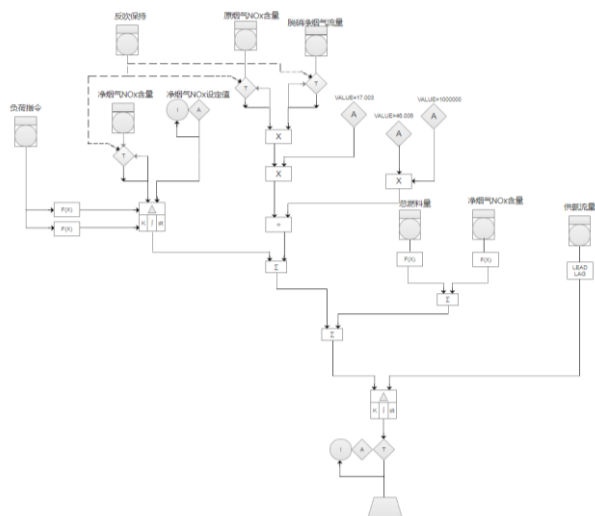 反吹保持
原烟气NOx含量
脱硝净烟气流量
负荷指令
净烟气NOx含量
净烟气NOx设定值
VALUE=17.003
VALUE=46.006
VALUE=1000000
T
T
I
A
A
A
A
T
X
X
X
F(X)
F(X)
△
K
∫
dt
÷
Σ
总燃料量
净烟气NOx含量
供氨流量
F(X)
F(X)
LEAD
LAG
Σ
Σ
△
K
∫
dt
I
A
T